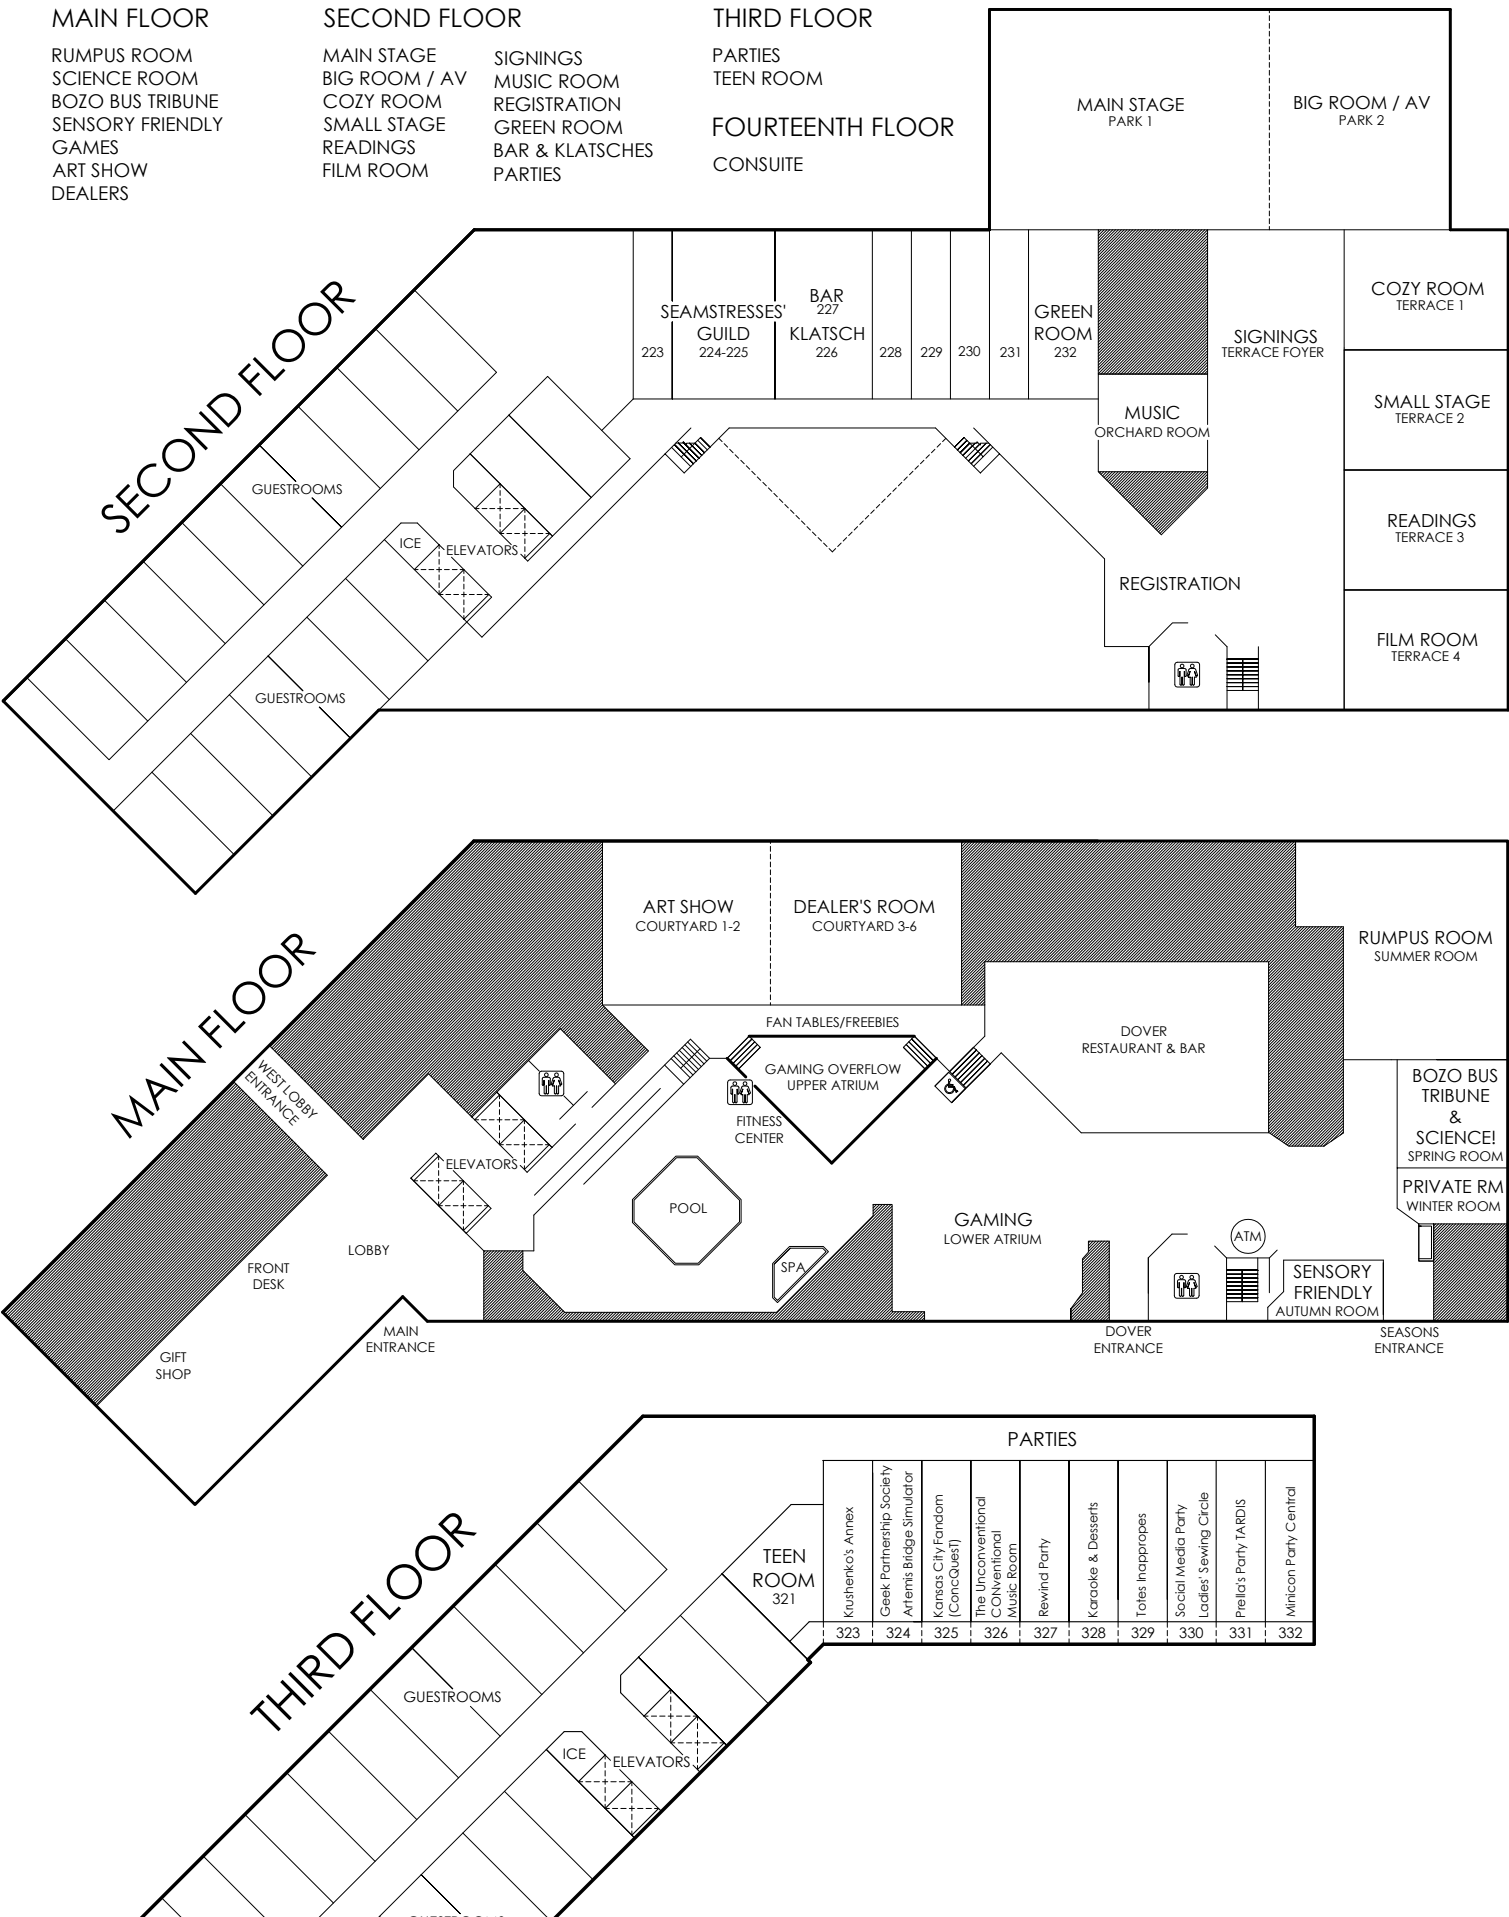 MAIN FLOOR
RUMPUS ROOM
SCIENCE ROOM
BOZO BUS TRIBUNE
SENSORY FRIENDLY
GAMES
ART SHOW
DEALERS
SECOND FLOOR
MAIN STAGE
BIG ROOM / AV
COZY ROOM
SMALL STAGE
READINGS
FILM ROOM
SIGNINGS
MUSIC ROOM
REGISTRATION
GREEN ROOM
BAR & KLATSCHES
PARTIES
THIRD FLOOR
PARTIES
TEEN ROOM
FOURTEENTH FLOOR
CONSUITE
SECOND FLOOR
MAIN STAGE
PARK 1
BIG ROOM / AV
PARK 2
223
SEAMSTRESSES'
GUILD
224-225
BAR
227
KLATSCH
226
228
229
230
231
GREEN
ROOM
232
MUSIC
ORCHARD ROOM
SIGNINGS
TERRACE FOYER
COZY ROOM
TERRACE 1
SMALL STAGE
TERRACE 2
READINGS
TERRACE 3
FILM ROOM
TERRACE 4
REGISTRATION
GUESTROOMS
ICE
ELEVATORS
GUESTROOMS
MAIN FLOOR
ART SHOW
COURTYARD 1-2
DEALER'S ROOM
COURTYARD 3-6
RUMPUS ROOM
SUMMER ROOM
FAN TABLES/FREEBIES
GAMING OVERFLOW
UPPER ATRIUM
DOVER
RESTAURANT & BAR
BOZO BUS
TRIBUNE
&
SCIENCE!
SPRING ROOM
PRIVATE RM
WINTER ROOM
WEST LOBBY
ENTRANCE
FITNESS
CENTER
ELEVATORS
POOL
SPA
GAMING
LOWER ATRIUM
ATM
SENSORY
FRIENDLY
AUTUMN ROOM
LOBBY
FRONT
DESK
GIFT
SHOP
MAIN
ENTRANCE
DOVER
ENTRANCE
SEASONS
ENTRANCE
THIRD FLOOR
PARTIES
TEEN
ROOM
321
Krushenko's Annex
323
Geek Partnership Society
Artemis Bridge Simulator
324
Kansas City Fandom
(ConcQuesT)
325
The Unconventional
CONventional
Music Room
326
Rewind Party
327
Karaoke & Desserts
328
Totes Inappropes
329
Social Media Party
Ladies' Sewing Circle
330
Prella's Party TARDIS
331
Minicon Party Central
332
GUESTROOMS
ICE
ELEVATORS